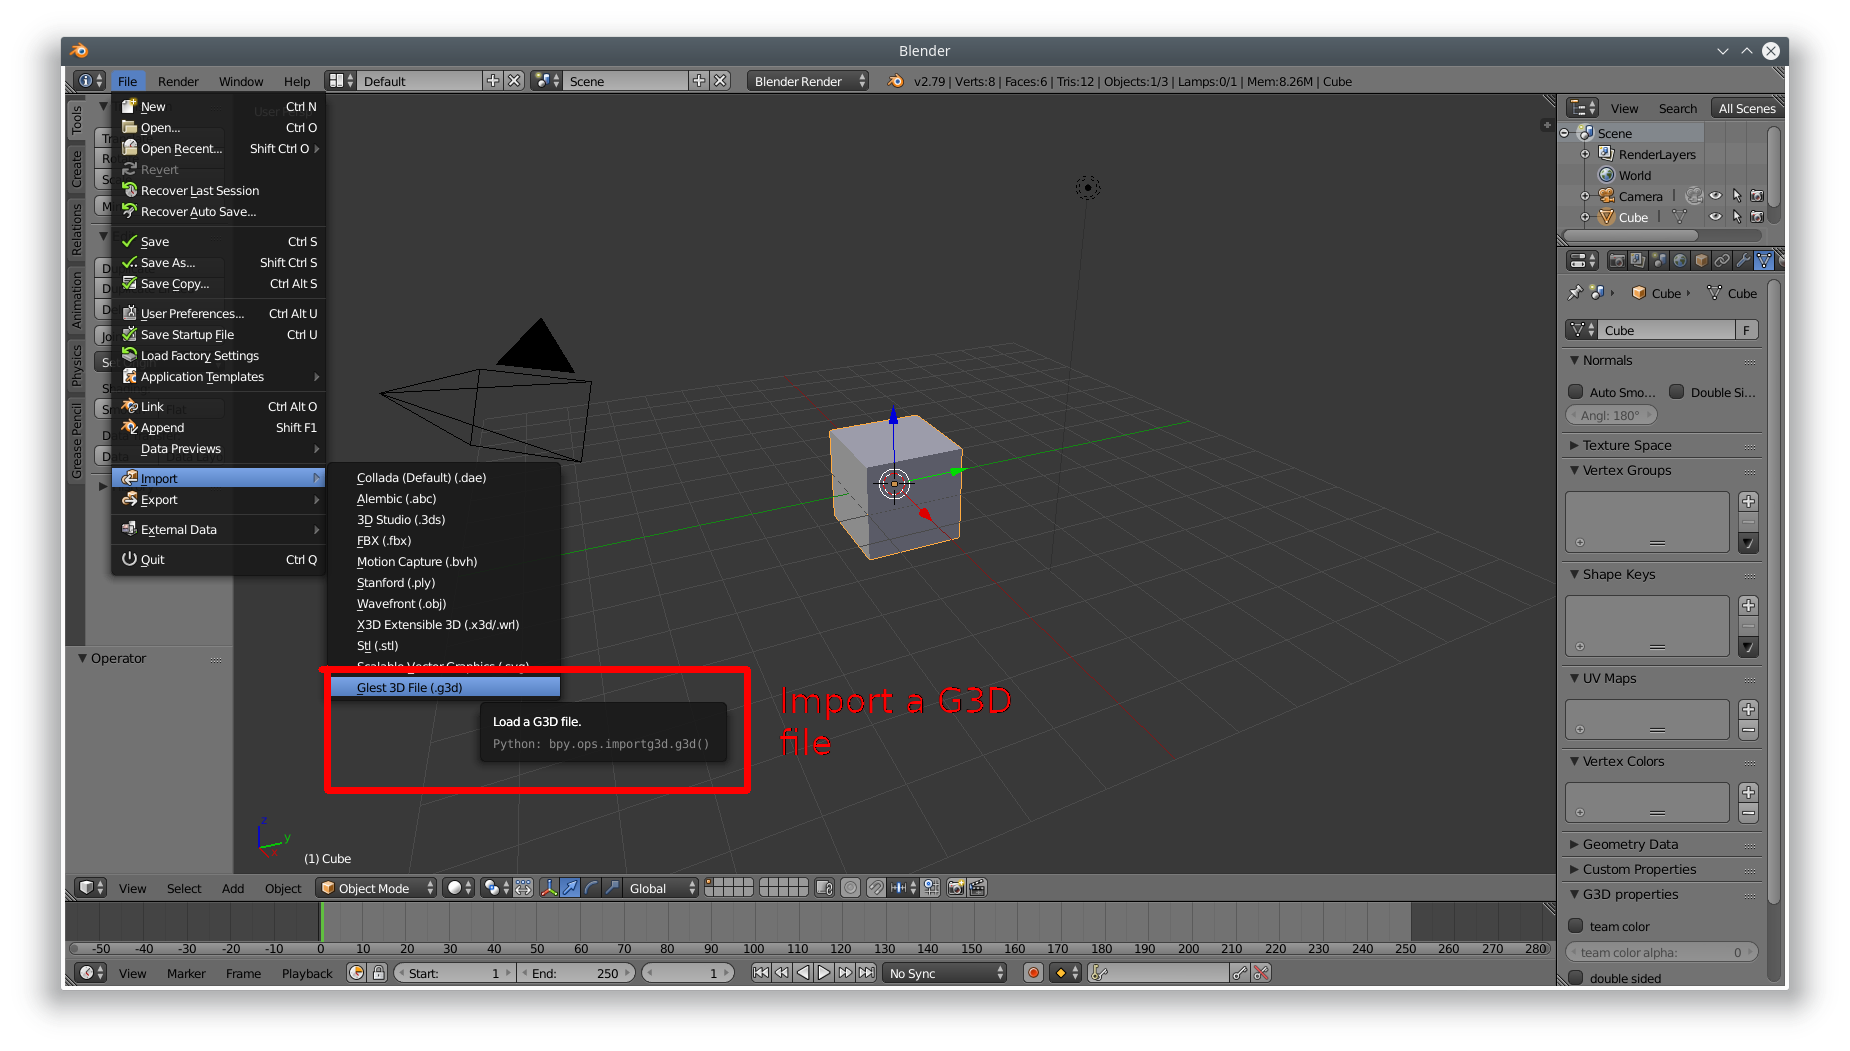 Blender
File Render Window Help Default Scene Blender Render v2.79 | Verts:8 | Faces:6 | Tris:12 | Objects:1/3 | Lamps:0/1 | Mem:8.26M | Cube
New Ctrl N
Open... Ctrl O
Open Recent... Shift Ctrl O
Revert
Recover Last Session
Recover Auto Save...
Save Ctrl S
Save As... Shift Ctrl S
Save Copy... Ctrl Alt S
User Preferences... Ctrl Alt U
Save Startup File Ctrl U
Load Factory Settings
Application Templates
Link Ctrl Alt O
Append Shift F1
Data Previews
Import
Export
External Data
Quit Ctrl Q
Tools
Create
Relations
Animation
Physics
Grease Pencil
Operator
Collada (Default) (.dae)
Alembic (.abc)
3D Studio (.3ds)
FBX (.fbx)
Motion Capture (.bvh)
Stanford (.ply)
Wavefront (.obj)
X3D Extensible 3D (.x3d/.wrl)
Stl (.stl)
Scalable Vector Graphics (.svg)
Glest 3D File (.g3d)
Load a G3D file.
Python: bpy.ops.importg3d.g3d()
Import a G3D
file
z
y
x
(1) Cube
View Search All Scenes
Scene
RenderLayers
World
Camera
Cube
Cube Cube
Cube F
Normals
Auto Smo... Double Si...
Angl: 180°
Texture Space
Vertex Groups
Shape Keys
UV Maps
Vertex Colors
Geometry Data
Custom Properties
G3D properties
team color
team color alpha: 0
double sided
View Select Add Object Object Mode Global
-50 -40 -30 -20 -10 0 10 20 30 40 50 60 70 80 90 100 110 120 130 140 150 160 170 180 190 200 210 220 230 240 250 260 270 280
View Marker Frame Playback Start: 1 End: 250 1 No Sync